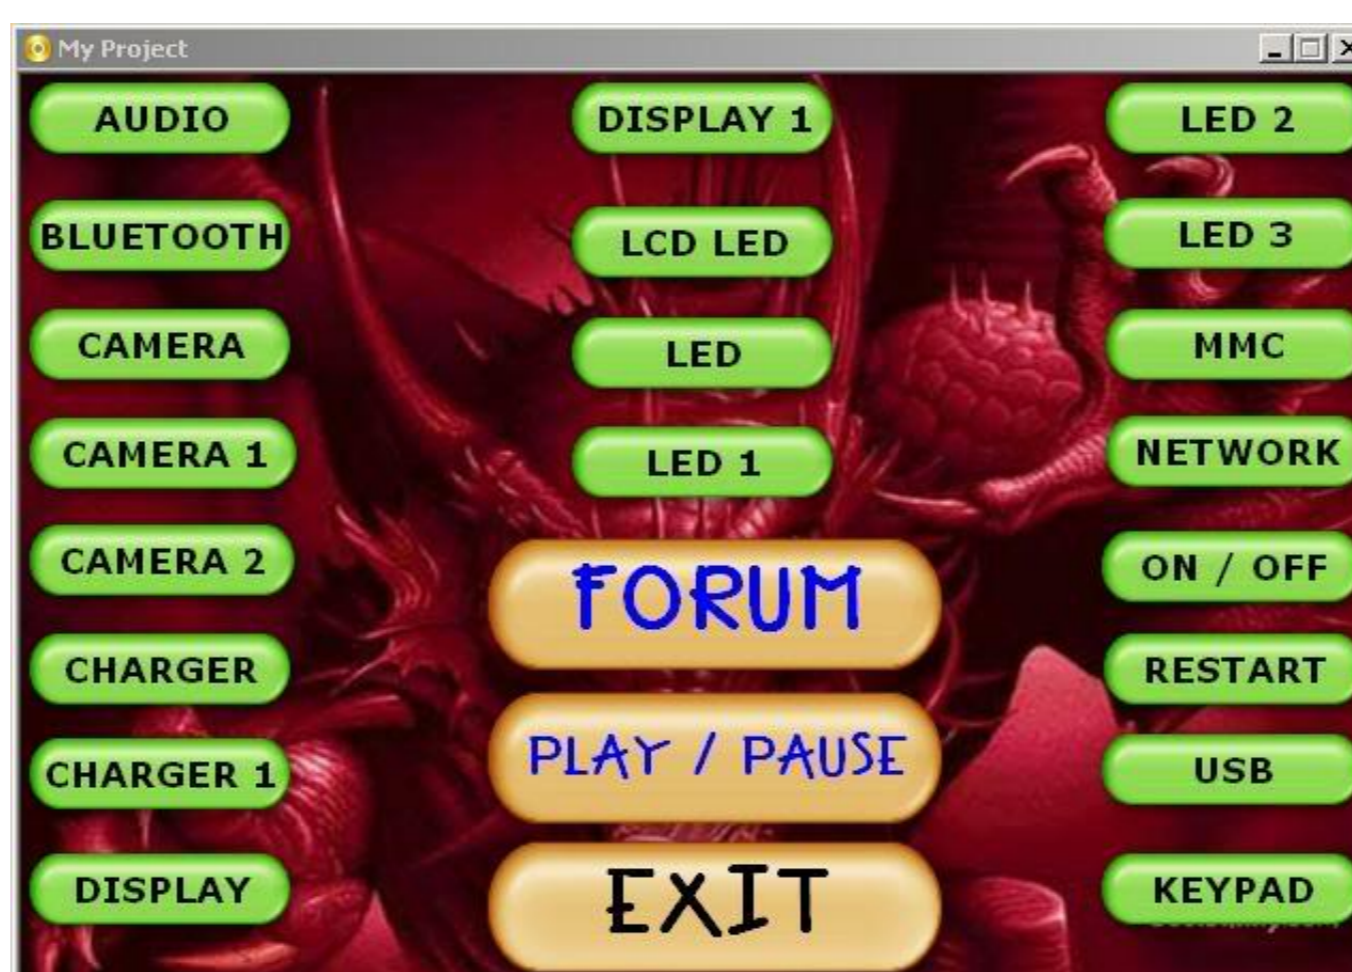 My Project
AUDIO
BLUETOOTH
CAMERA
CAMERA 1
CAMERA 2
CHARGER
CHARGER 1
DISPLAY
DISPLAY 1
LCD LED
LED
LED 1
FORUM
PLAY / PAUSE
EXIT
LED 2
LED 3
MMC
NETWORK
ON / OFF
RESTART
USB
KEYPAD